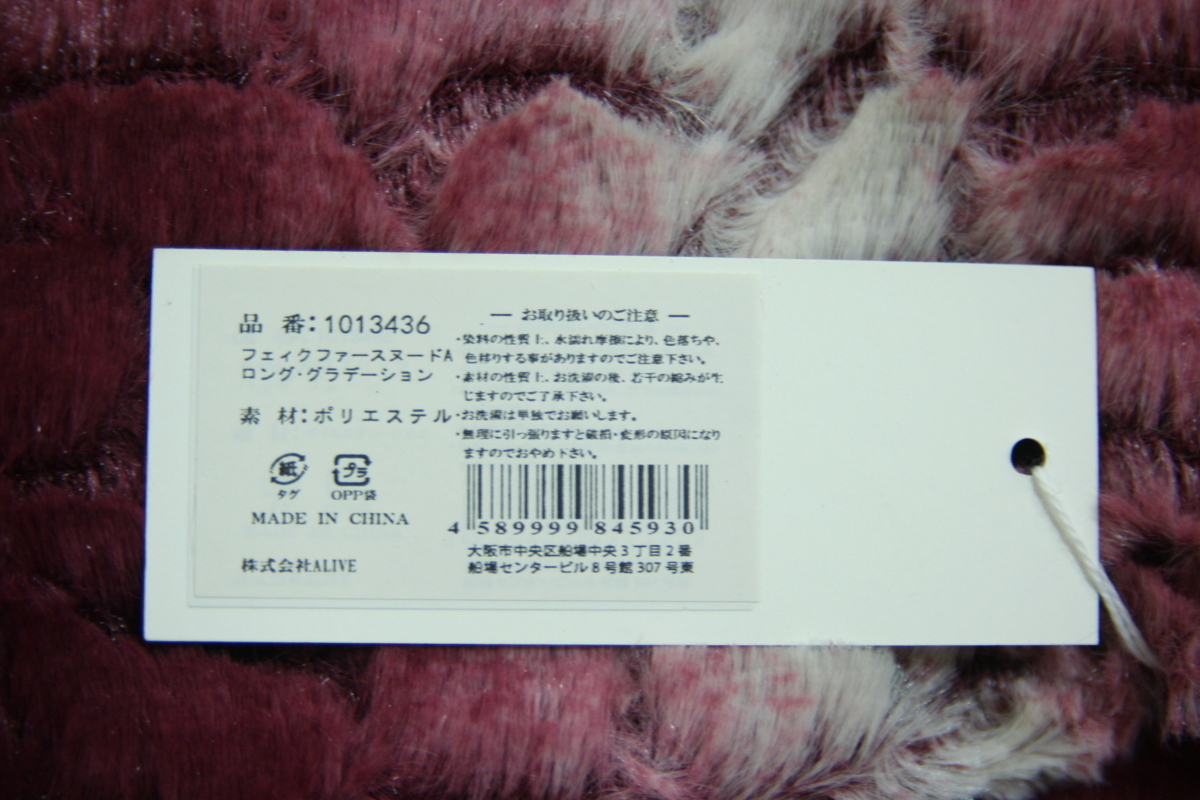 品 番：1013436
フェイクファースヌードA
ロング・グラデーション
素 材：ポリエステル
紙
タグ
プラ
OPP袋
MADE IN CHINA
株式会社ALIVE
― お取り扱いのご注意 ―
・染料の性質上、水濡れ摩擦により、色落ちや、
色移りする事がありますのでご注意下さい。
・素材の性質上、お洗濯の後、若干の縮みが生
じますのでご了承下さい。
・お洗濯は単独でお願いします。
・無理に引っ張りますと破損・変形の原因になり
ますのでおやめ下さい。
4 589999 845930
大阪市中央区船場中央3丁目2番
船場センタービル8号館307号東